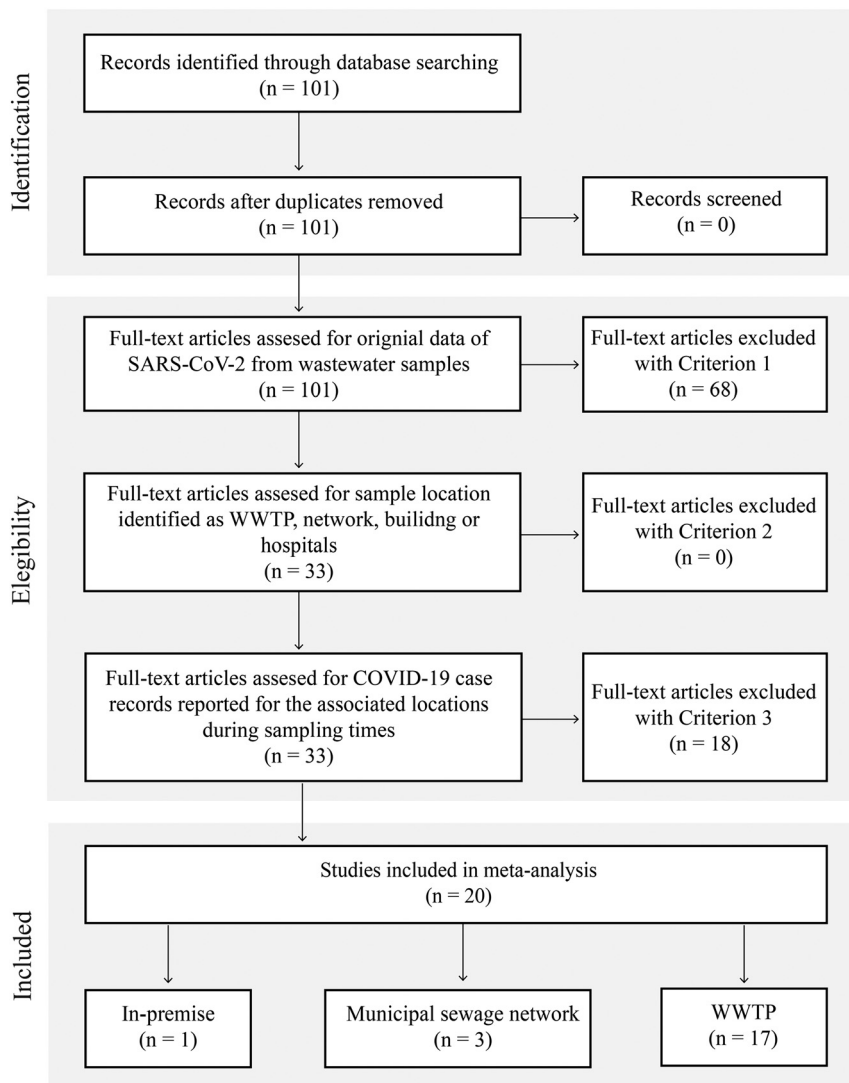 Identification
Records identified through database searching
(n = 101)
Records after duplicates removed
(n = 101)
Records screened
(n = 0)
Elegibility
Full-text articles assesed for orignial data of
SARS-CoV-2 from wastewater samples
(n = 101)
Full-text articles excluded
with Criterion 1
(n = 68)
Full-text articles assesed for sample location
identified as WWTP, network, builidng or
hospitals
(n = 33)
Full-text articles excluded
with Criterion 2
(n = 0)
Full-text articles assesed for COVID-19 case
records reported for the associated locations
during sampling times
(n = 33)
Full-text articles excluded
with Criterion 3
(n = 18)
Included
Studies included in meta-analysis
(n = 20)
In-premise
(n = 1)
Municipal sewage network
(n = 3)
WWTP
(n = 17)